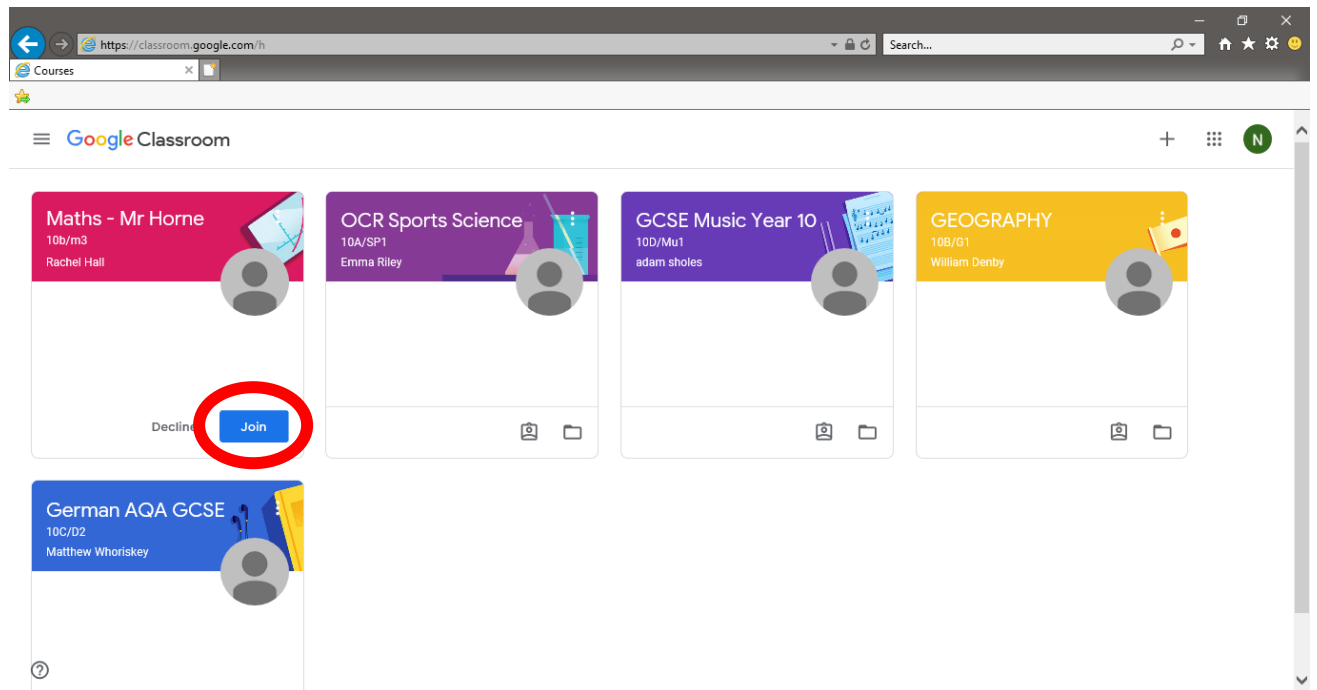 https://classroom.google.com/h
Search...
Courses
Google Classroom
N
Maths - Mr Horne
10b/m3
Rachel Hall
Decline
Join
OCR Sports Science
10A/SP1
Emma Riley
GCSE Music Year 10
10D/Mu1
adam sholes
GEOGRAPHY
10B/G1
William Denby
German AQA GCSE
10C/D2
Matthew Whoriskey